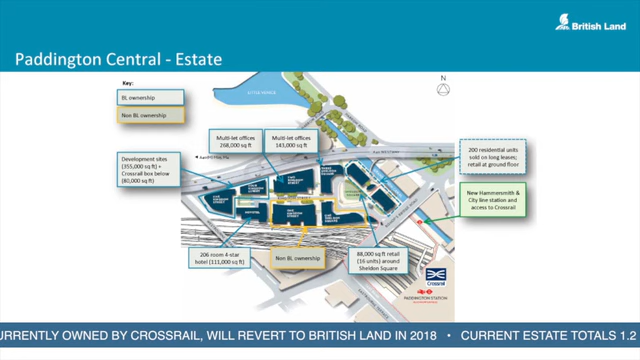 British Land
Paddington Central - Estate
Key:
BL ownership
Non BL ownership
N
LITTLE VENICE
Multi-let offices
268,000 sq ft
Multi-let offices
143,000 sq ft
200 residential units
sold on long leases;
retail at ground floor
Development sites
(355,000 sq ft) +
Crossrail box below
(80,000 sq ft)
New Hammersmith &
City line station and
access to Crossrail
206 room 4-star
hotel (111,000 sq ft)
Non BL ownership
88,000 sq ft retail
(16 units) around
Sheldon Square
Crossrail
PADDINGTON STATION
CURRENTLY OWNED BY CROSSRAIL, WILL REVERT TO BRITISH LAND IN 2018 • CURRENT ESTATE TOTALS 1.2